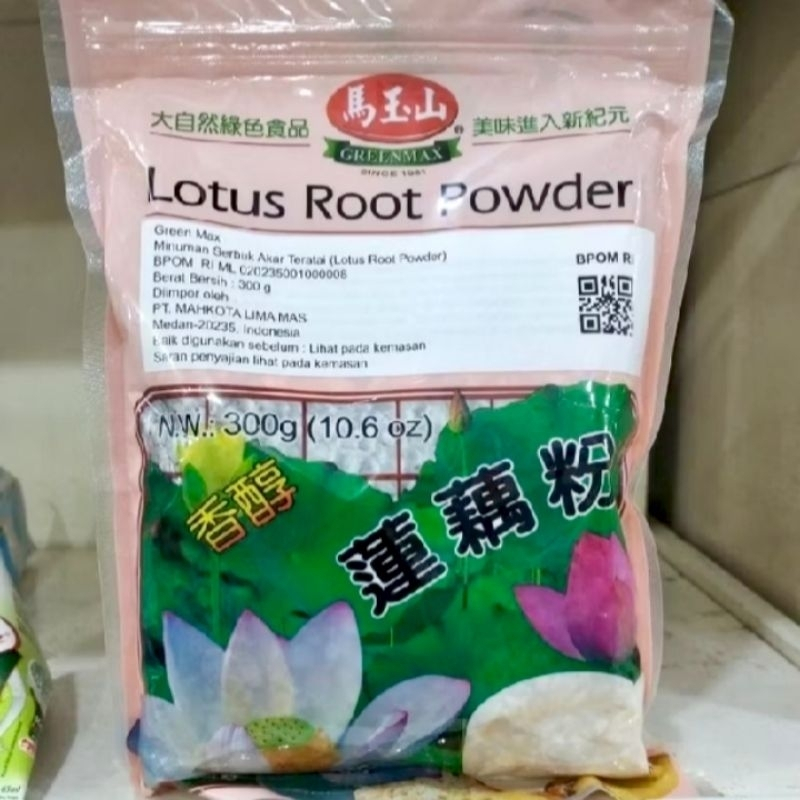 馬玉山
大自然綠色食品
美味進入新紀元
GREENMAX
SINCE 1981
Lotus Root Powder
Green Max
Minuman Serbuk Akar Teratai (Lotus Root Powder)
BPOM RI
BPOM RI ML 020235001000008
Berat Bersih : 300 g
Diimpor oleh
PT. MAHKOTA LIMA MAS
Medan-20235, Indonesia
Baik digunakan sebelum : Lihat pada kemasan
Saran penyajian lihat pada kemasan
N.W.: 300g (10.6 oz)
香醇
蓮藕粉